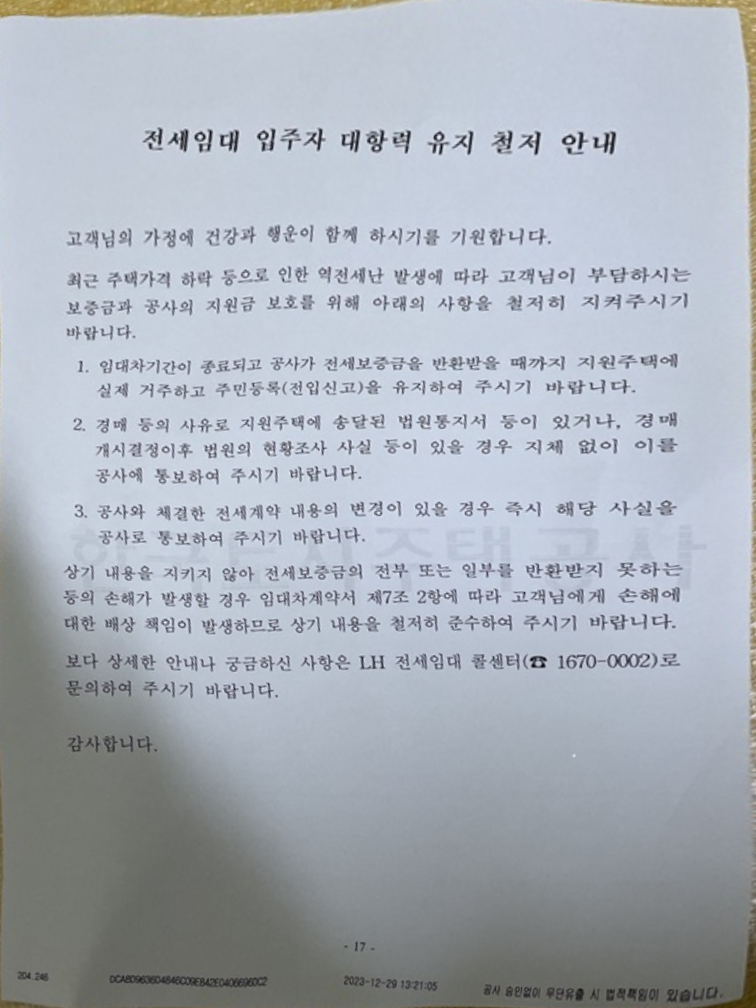 전세임대 입주자 대항력 유지 철저 안내
고객님의 가정에 건강과 행운이 함께 하시기를 기원합니다.
최근 주택가격 하락 등으로 인한 역전세난 발생에 따라 고객님이 부담하시는
보증금과 공사의 지원금 보호를 위해 아래의 사항을 철저히 지켜주시기
바랍니다.
1. 임대차기간이 종료되고 공사가 전세보증금을 반환받을 때까지 지원주택에
실제 거주하고 주민등록(전입신고)을 유지하여 주시기 바랍니다.
2. 경매 등의 사유로 지원주택에 송달된 법원통지서 등이 있거나, 경매
개시결정이후 법원의 현황조사 사실 등이 있을 경우 지체 없이 이를
공사에 통보하여 주시기 바랍니다.
3. 공사와 체결한 전세계약 내용의 변경이 있을 경우 즉시 해당 사실을
공사로 통보하여 주시기 바랍니다.
한국토지주택공사
상기 내용을 지키지 않아 전세보증금의 전부 또는 일부를 반환받지 못하는
등의 손해가 발생할 경우 임대차계약서 제7조 2항에 따라 고객님에게 손해에
대한 배상 책임이 발생하므로 상기 내용을 철저히 준수하여 주시기 바랍니다.
보다 상세한 안내나 궁금하신 사항은 LH 전세임대 콜센터(☎ 1670-0002)로
문의하여 주시기 바랍니다.
감사합니다.
- 17 -
204.246 2023-12-29 13:21:05 공사 승인없이 무단유출 시 법적책임이 있습니다.